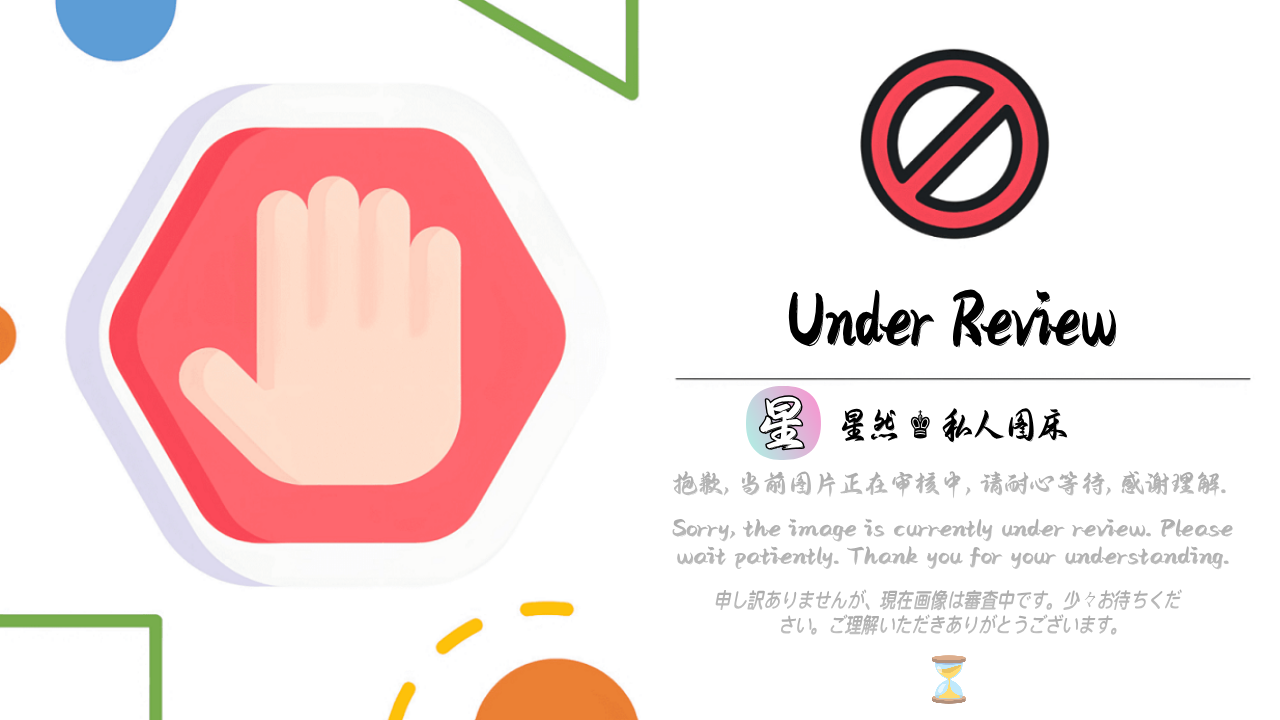 Under Review
星
星然♚私人图床
抱歉, 当前图片正在审核中, 请耐心等待, 感谢理解.
Sorry, the image is currently under review. Please
wait patiently. Thank you for your understanding.
申し訳ありませんが、現在画像は審査中です。少々お待ちくだ
さい。ご理解いただきありがとうございます。